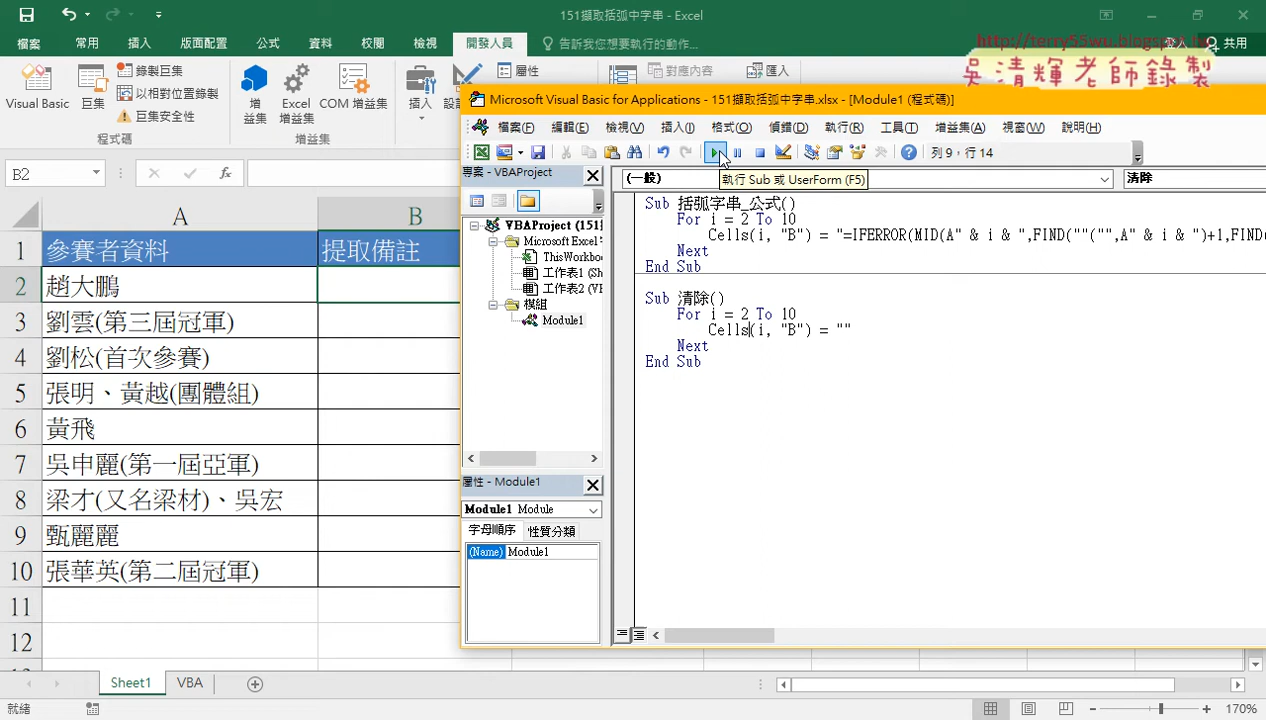 151擷取括弧中字串 - Excel
http://terry55wu.blogspot.tw
吳清輝老師錄製
檔案 常用 插入 版面配置 公式 資料 校閱 檢視 開發人員 告訴我您想要執行的動作... 登入 共用
Visual Basic 巨集 錄製巨集 以相對位置錄製 巨集安全性 程式碼
增益集 Excel 增益集 COM 增益集 增益集
插入 屬性 對應內容 匯入
B2 fx
A B
1 參賽者資料 提取備註
2 趙大鵬
3 劉雲(第三屆冠軍)
4 劉松(首次參賽)
5 張明、黃越(團體組)
6 黃飛
7 吳申麗(第一屆亞軍)
8 梁才(又名梁材)、吳宏
9 甄麗麗
10 張華英(第二屆冠軍)
11
12
Sheet1 VBA
就緒 170%
Microsoft Visual Basic for Applications - 151擷取括弧中字串.xlsx - [Module1 (程式碼)]
檔案(F) 編輯(E) 檢視(V) 插入(I) 格式(O) 偵錯(D) 執行(R) 工具(T) 增益集(A) 視窗(W) 說明(H)
列 9，行 14
執行 Sub 或 UserForm (F5)
專案 - VBAProject
VBAProject (151
Microsoft Excel
ThisWorkbo
工作表1 (Sh
工作表2 (VB
模組
Module1
屬性 - Module1
Module1 Module
字母順序 性質分類
(Name) Module1
(一般) 清除
Sub 括弧字串_公式()
For i = 2 To 10
Cells(i, "B") = "=IFERROR(MID(A" & i & ",FIND(""("",A" & i & ")+1,FIND(
Next
End Sub
Sub 清除()
For i = 2 To 10
Cells(i, "B") = ""
Next
End Sub